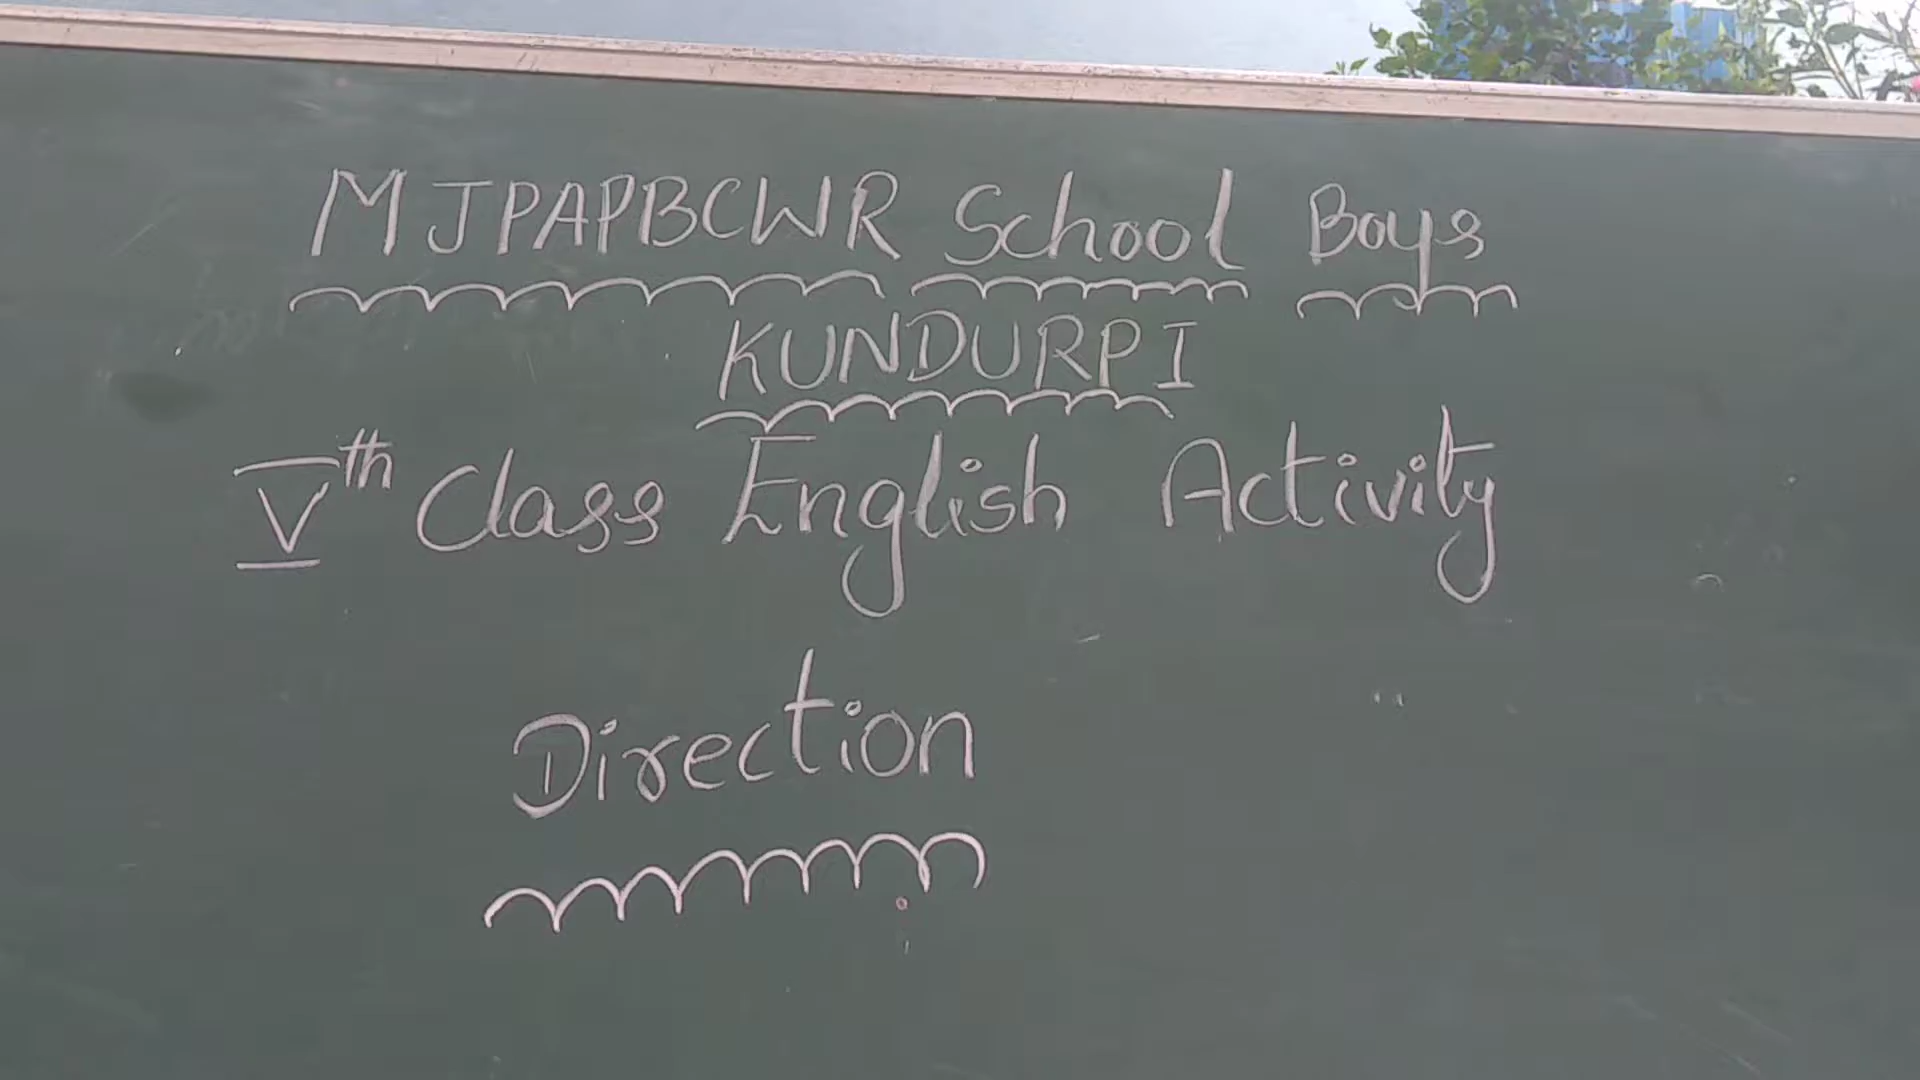 MJPAPBCWR School Boys
KUNDURPI
Vth Class English Activity
Direction